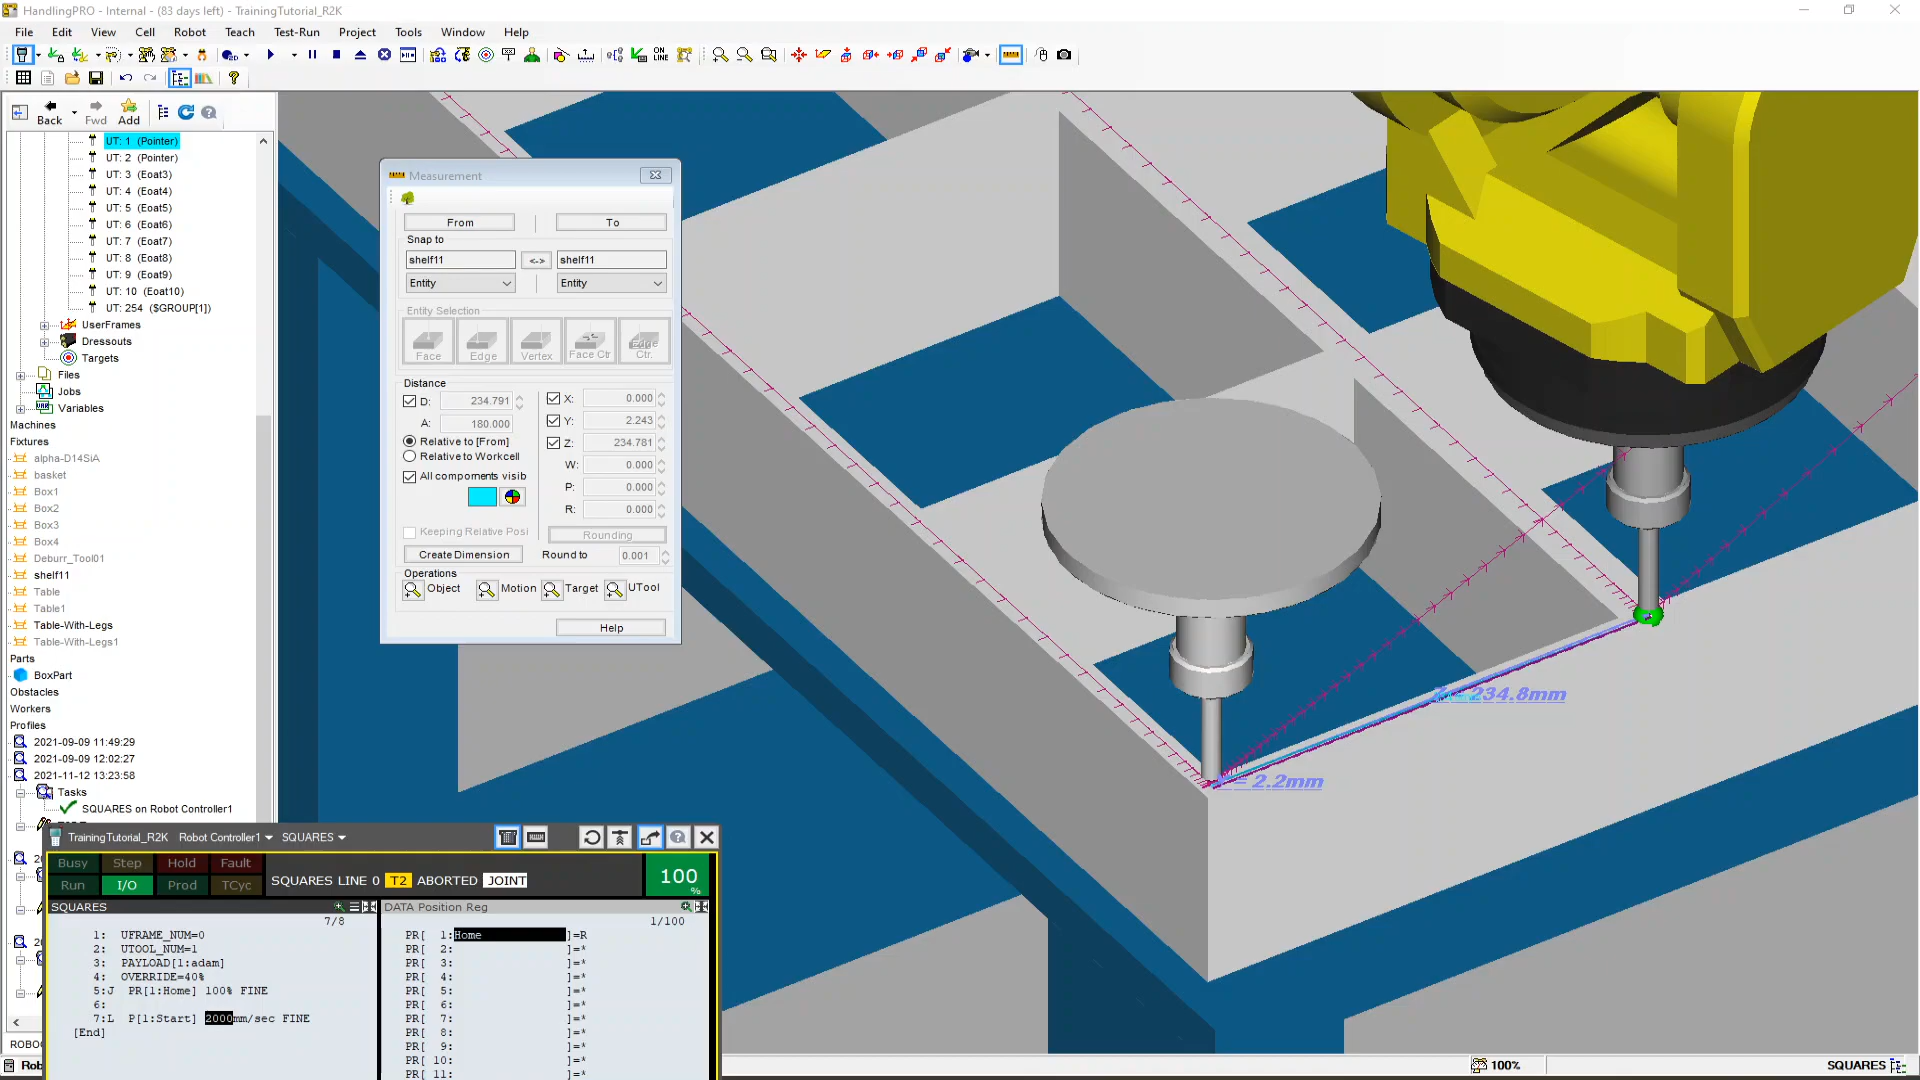 HandlingPRO - Internal - (83 days left) - TrainingTutorial_R2K
File Edit View Cell Robot Teach Test-Run Project Tools Window Help
ON LINE
Back Fwd Add
UT: 1 (Pointer)
UT: 2 (Pointer)
UT: 3 (Eoat3)
UT: 4 (Eoat4)
UT: 5 (Eoat5)
UT: 6 (Eoat6)
UT: 7 (Eoat7)
UT: 8 (Eoat8)
UT: 9 (Eoat9)
UT: 10 (Eoat10)
UT: 254 ($GROUP[1])
UserFrames
Dressouts
Targets
Files
Jobs
Variables
Machines
Fixtures
alpha-D14SiA
basket
Box1
Box2
Box3
Box4
Deburr_Tool01
shelf11
Table
Table1
Table-With-Legs
Table-With-Legs1
Parts
BoxPart
Obstacles
Workers
Profiles
2021-09-09 11:49:29
2021-09-09 12:02:27
2021-11-12 13:23:58
Tasks
SQUARES on Robot Controller1
Measurement
From To
Snap to
shelf11 <-> shelf11
Entity Entity
Entity Selection
Face Edge Vertex Face Ctr Edge Ctr.
Distance
D: 234.791 X: 0.000
A: 180.000 Y: 2.243
Relative to [From] Z: 234.781
Relative to Workcell W: 0.000
All components visib P: 0.000
R: 0.000
Keeping Relative Posi Rounding
Create Dimension Round to 0.001
Operations
Object Motion Target UTool
Help
234.8mm
= 2.2mm
TrainingTutorial_R2K Robot Controller1 SQUARES
Busy Step Hold Fault
Run I/O Prod TCyc
SQUARES LINE 0 T2 ABORTED JOINT
100 %
SQUARES
7/8
1: UFRAME_NUM=0
2: UTOOL_NUM=1
3: PAYLOAD[1:adam]
4: OVERRIDE=40%
5:J PR[1:Home] 100% FINE
6:
7:L P[1:Start] 2000mm/sec FINE
[End]
DATA Position Reg
1/100
PR[ 1:Home ]=R
PR[ 2: ]=*
PR[ 3: ]=*
PR[ 4: ]=*
PR[ 5: ]=*
PR[ 6: ]=*
PR[ 7: ]=*
PR[ 8: ]=*
PR[ 9: ]=*
PR[ 10: ]=*
PR[ 11: ]=*
100% SQUARES